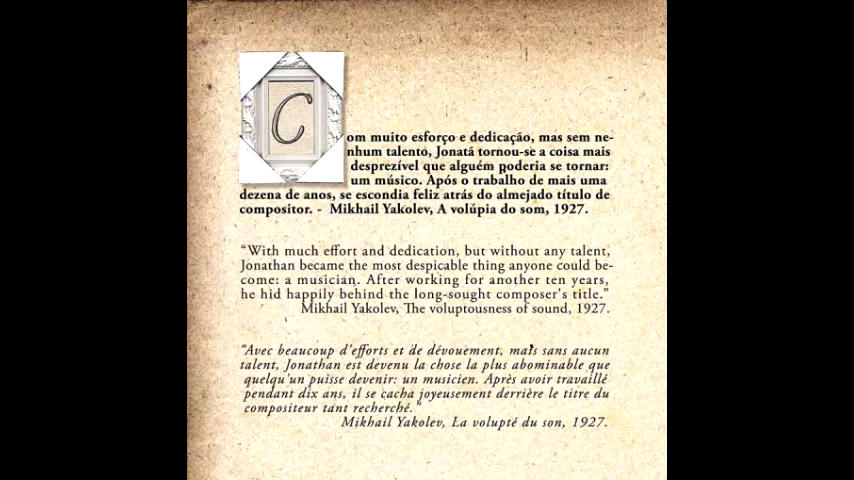 Com muito esforço e dedicação, mas sem ne-
nhum talento, Jonatã tornou-se a coisa mais
desprezível que alguém poderia se tornar:
um músico. Após o trabalho de mais uma
dezena de anos, se escondia feliz atrás do almejado título de
compositor. - Mikhail Yakolev, A volúpia do som, 1927.
“With much effort and dedication, but without any talent,
Jonathan became the most despicable thing anyone could be-
come: a musician. After working for another ten years,
he hid happily behind the long-sought composer's title.”
Mikhail Yakolev, The voluptousness of sound, 1927.
“Avec beaucoup d'efforts et de dévouement, mais sans aucun
talent, Jonathan est devenu la chose la plus abominable que
quelqu'un puisse devenir: un musicien. Après avoir travaillé
pendant dix ans, il se cacha joyeusement derrière le titre du
compositeur tant recherché.”
Mikhail Yakolev, La volupté du son, 1927.